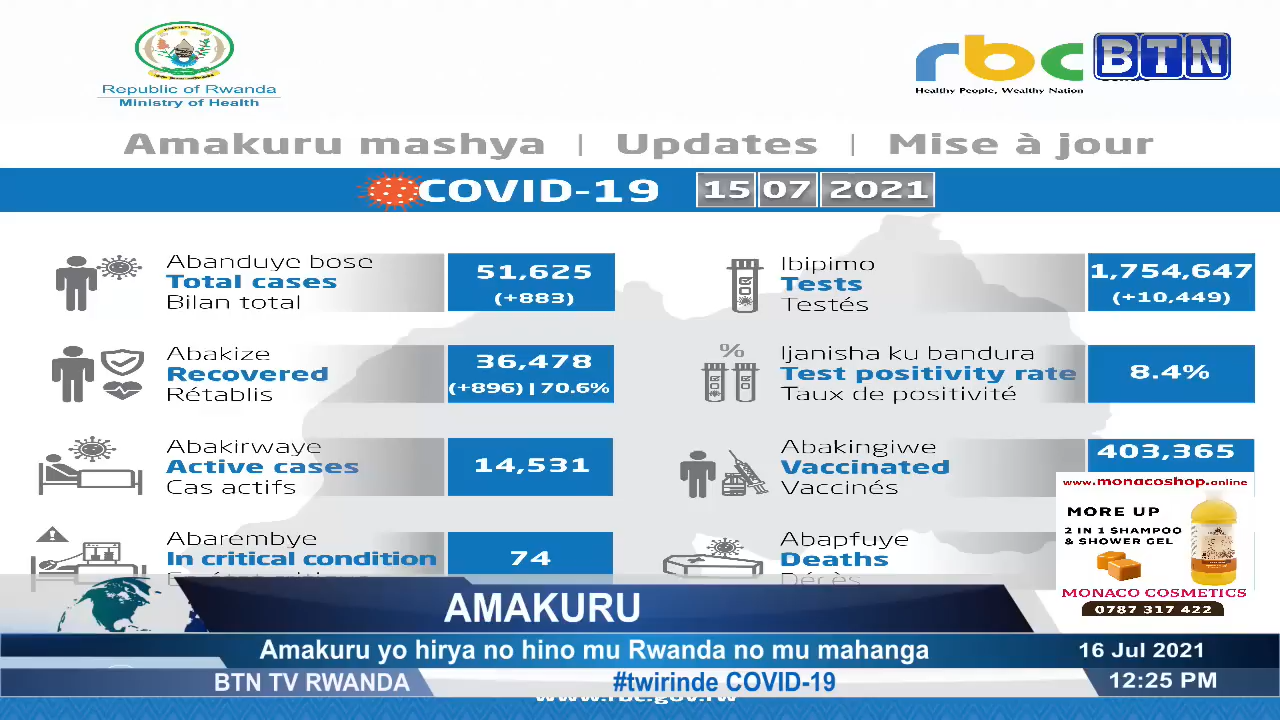 Republic of Rwanda
Ministry of Health
rbc
BTN
Healthy People, Wealthy Nation
Amakuru mashya | Updates | Mise à jour
COVID-19 15 07 2021
Abanduye bose
Total cases
Bilan total
51,625
(+883)
Ibipimo
Tests
Testés
1,754,647
(+10,449)
Abakize
Recovered
Rétablis
36,478
(+896) | 70.6%
%
Ijanisha ku bandura
Test positivity rate
Taux de positivité
8.4%
Abakirwaye
Active cases
Cas actifs
14,531
Abakingiwe
Vaccinated
Vaccinés
403,365
Abarembye
In critical condition
74
Abapfuye
Deaths
Décès
www.monacoshop.online
MORE UP
2 IN 1 SHAMPOO
& SHOWER GEL
MONACO COSMETICS
0787 317 422
AMAKURU
Amakuru yo hirya no hino mu Rwanda no mu mahanga
16 Jul 2021
BTN TV RWANDA
#twirinde COVID-19
12:25 PM
www.rbc.gov.rw